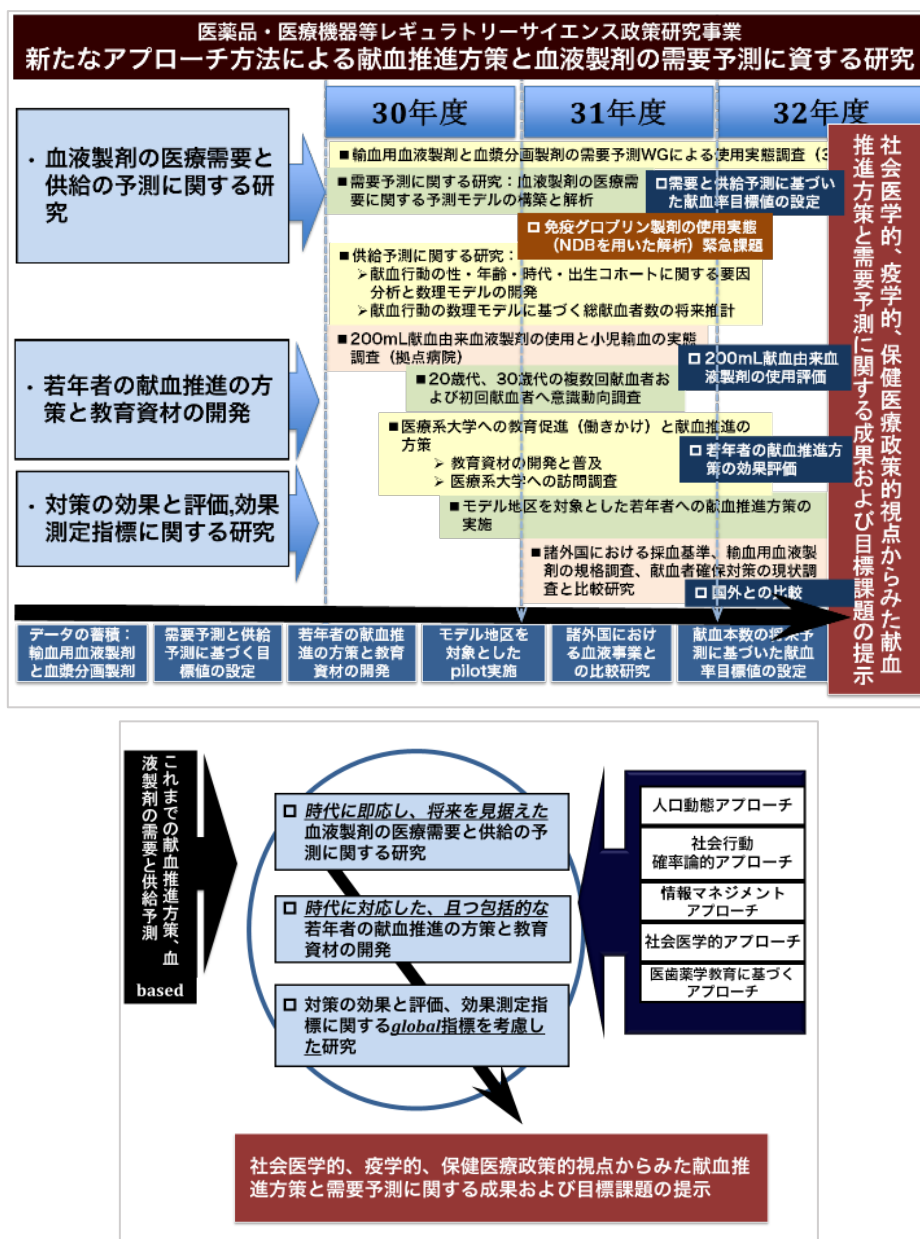 医薬品・医療機器等レギュラトリーサイエンス政策研究事業
新たなアプローチ方法による献血推進方策と血液製剤の需要予測に資する研究
30年度
31年度
32年度
・血液製剤の医療需要と
供給の予測に関する研
究
・若年者の献血推進の方
策と教育資材の開発
・対策の効果と評価,効果
測定指標に関する研究
■輸血用血液製剤と血漿分画製剤の需要予測WGによる使用実態調査（3
■需要予測に関する研究：血液製剤の医療需
要に関する予測モデルの構築と解析
□需要と供給予測に基づい
た献血率目標値の設定
□ 免疫グロブリン製剤の使用実態
（NDBを用いた解析）緊急課題
■供給予測に関する研究：
➢献血行動の性・年齢・時代・出生コホートに関する要因
分析と数理モデルの開発
➢献血行動の数理モデルに基づく総献血者数の将来推計
■200mL献血由来血液製剤の使用と小児輸血の実態
調査（拠点病院）
□200mL献血由来血
液製剤の使用評価
■20歳代、30歳代の複数回献血者お
よび初回献血者へ意識動向調査
■医療系大学への教育促進（働きかけ）と献血推進の
方策
➢ 教育資材の開発と普及
➢ 医療系大学への訪問調査
□若年者の献血推進方
策の効果評価
■モデル地区を対象とした若年者への献血推進方策の
実施
■諸外国における採血基準、輸血用血液製
剤の規格調査、献血者確保対策の現状調
査と比較研究
□ 国外との比較
社会医学的、疫学的、保健医療政策的視点からみた献血
推進方策と需要予測に関する成果および目標課題の提示
データの蓄積：
輸血用血液製剤
と血漿分画製剤
需要予測と供給
予測に基づく目
標値の設定
若年者の献血推
進の方策と教育
資材の開発
モデル地区を
対象とした
pilot実施
諸外国におけ
る血液事業と
の比較研究
献血本数の将来予
測に基づいた献血
率目標値の設定
これまでの献血推進方策、血
液製剤の需要と供給予測
based
□ 時代に即応し、将来を見据えた
血液製剤の医療需要と供給の予
測に関する研究
□ 時代に対応した、且つ包括的な
若年者の献血推進の方策と教育
資材の開発
□ 対策の効果と評価、効果測定指
標に関するglobal指標を考慮し
た研究
人口動態アプローチ
社会行動
確率論的アプローチ
情報マネジメント
アプローチ
社会医学的アプローチ
医歯薬学教育に基づく
アプローチ
社会医学的、疫学的、保健医療政策的視点からみた献血推
進方策と需要予測に関する成果および目標課題の提示